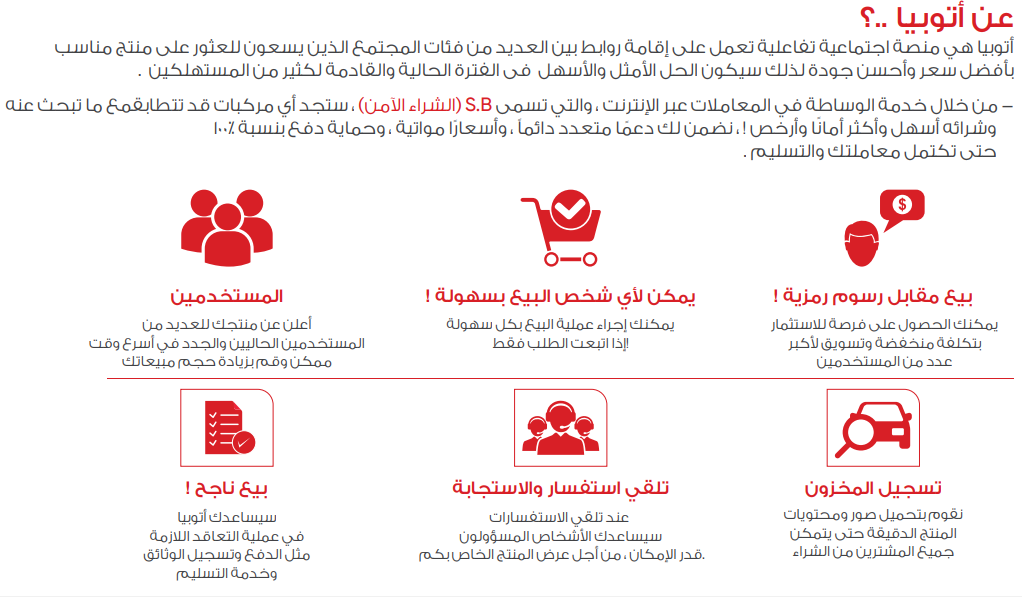 عن أتوبيا ..؟
أتوبيا هي منصة اجتماعية تفاعلية تعمل على إقامة روابط بين العديد من فئات المجتمع الذين يسعون للعثور على منتج مناسب
بأفضل سعر وأحسن جودة لذلك سيكون الحل الأمثل والأسهل فى الفترة الحالية والقادمة لكثير من المستهلكين .
– من خلال خدمة الوساطة في المعاملات عبر الإنترنت ، والتي تسمى S.B (الشراء الآمن) ، ستجد أي مركبات قد تتطابقمع ما تبحث عنه
وشرائه أسهل وأكثر أمانًا وأرخص ! ، نضمن لك دعمًا متعدد دائماً ، وأسعارًا مواتية ، وحماية دفع بنسبة ١٠٠٪
حتى تكتمل معاملتك والتسليم .
بيع مقابل رسوم رمزية !
يمكنك الحصول على فرصة للاستثمار
بتكلفة منخفضة وتسويق لأكبر
عدد من المستخدمين
يمكن لأي شخص البيع بسهولة !
يمكنك إجراء عملية البيع بكل سهولة
إذا اتبعت الطلب فقط!
المستخدمين
أعلن عن منتجك للعديد من
المستخدمين الحاليين والجدد في أسرع وقت
ممكن وقم بزيادة حجم مبيعاتك
تسجيل المخزون
نقوم بتحميل صور ومحتويات
المنتج الدقيقة حتى يتمكن
جميع المشترين من الشراء
تلقي استفسار والاستجابة
عند تلقي الاستفسارات
سيساعدك الأشخاص المسؤولون
قدر الإمكان ، من أجل عرض المنتج الخاص بكم.
بيع ناجح !
سيساعدك أتوبيا
في عملية التعاقد اللازمة
مثل الدفع وتسجيل الوثائق
وخدمة التسليم